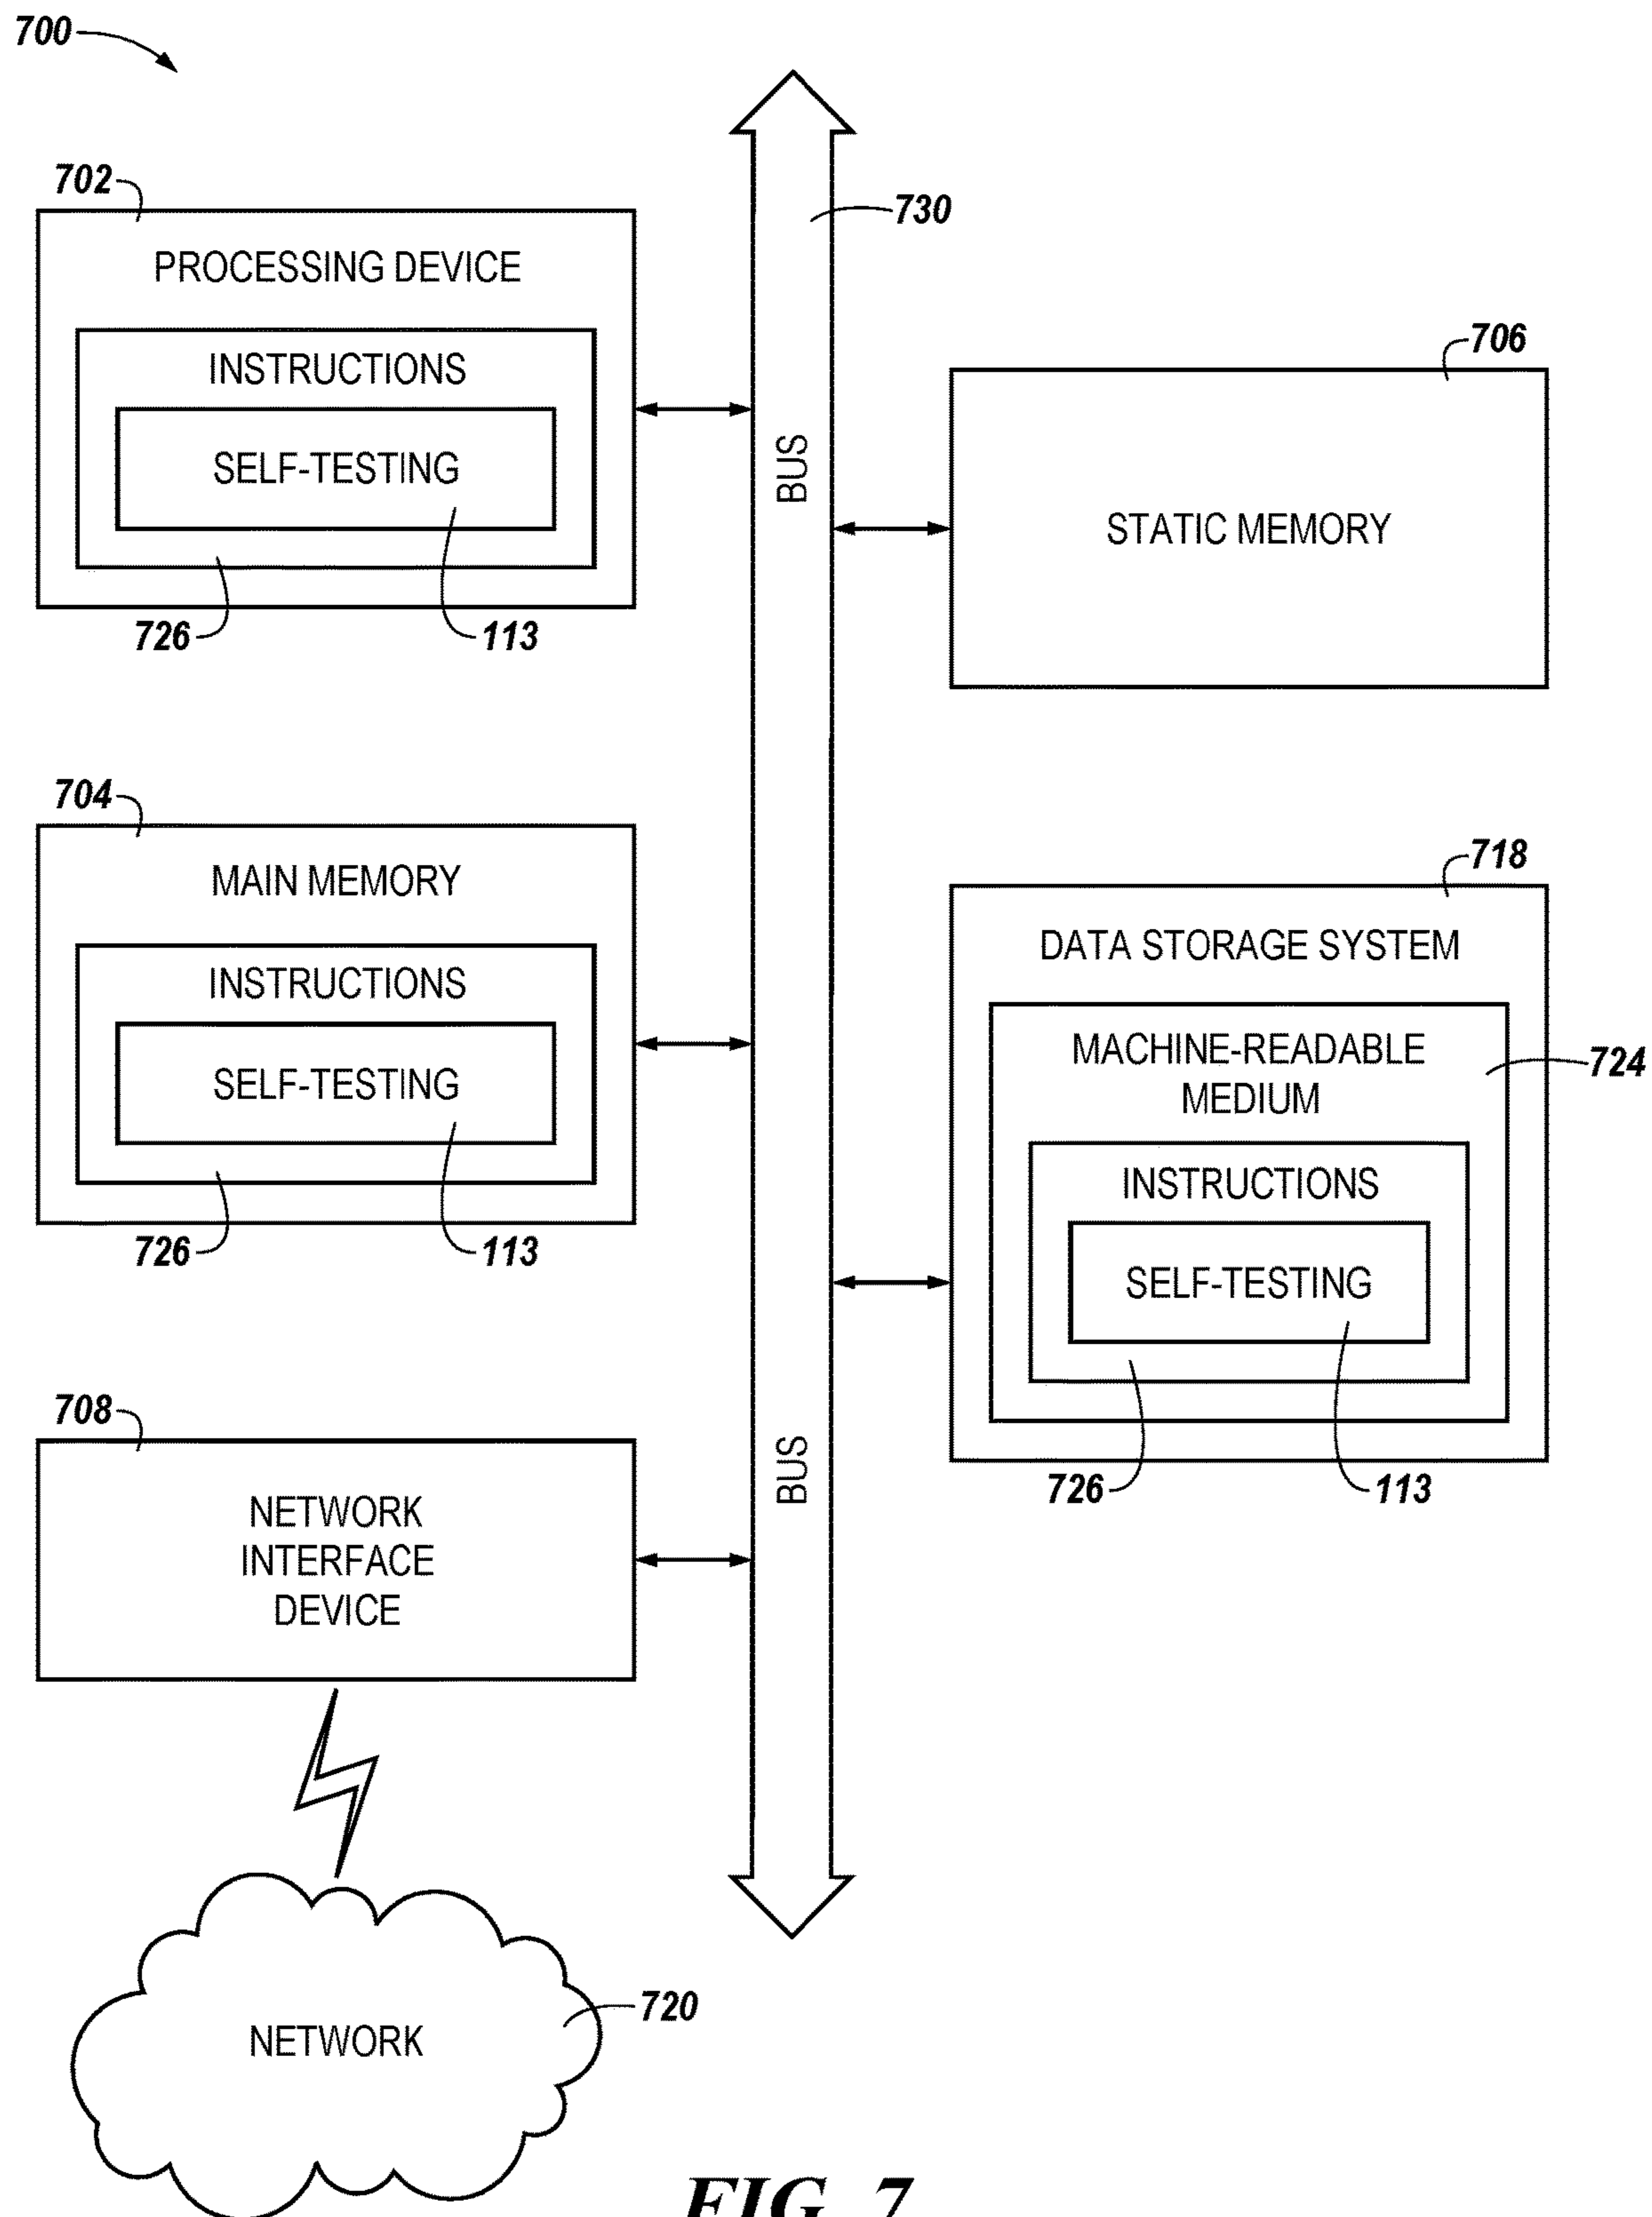 700
702
PROCESSING DEVICE
INSTRUCTIONS
SELF-TESTING
726
113
730
BUS
706
STATIC MEMORY
704
MAIN MEMORY
INSTRUCTIONS
SELF-TESTING
726
113
718
DATA STORAGE SYSTEM
MACHINE-READABLE
MEDIUM
724
INSTRUCTIONS
SELF-TESTING
726
113
708
NETWORK
INTERFACE
DEVICE
BUS
NETWORK
720
FIG. 7